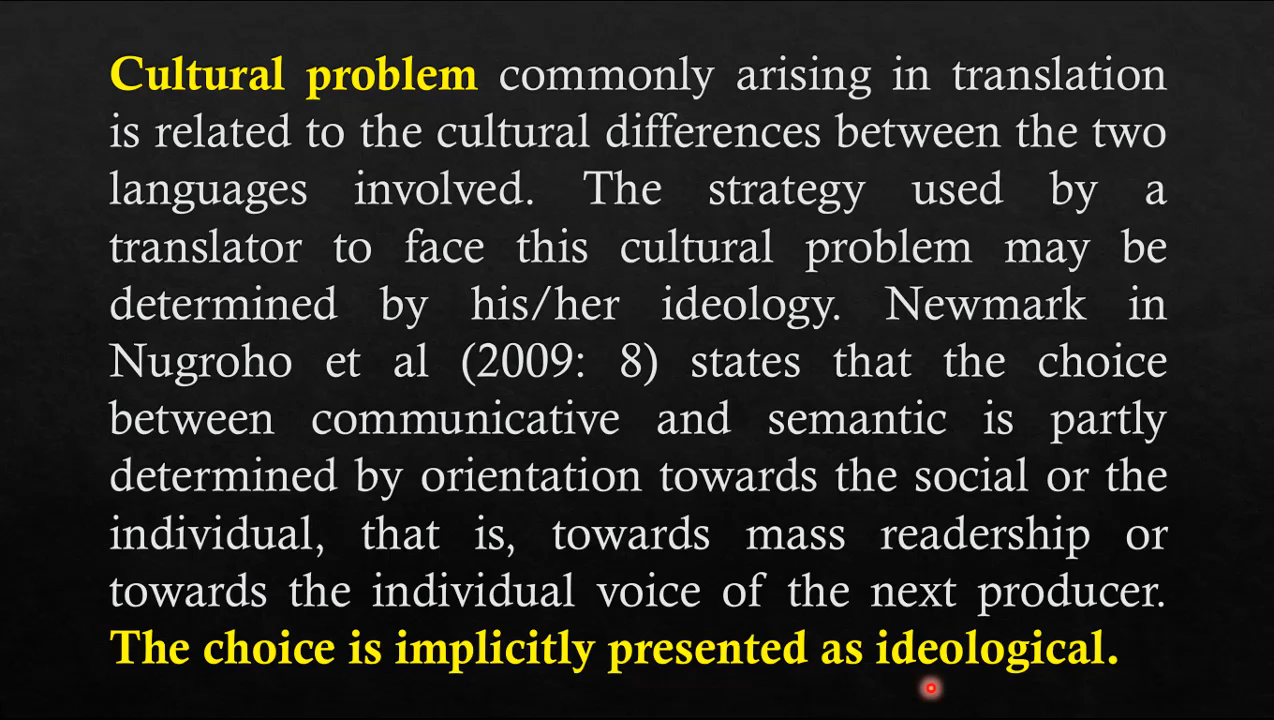 Cultural problem commonly arising in translation
is related to the cultural differences between the two
languages involved. The strategy used by a
translator to face this cultural problem may be
determined by his/her ideology. Newmark in
Nugroho et al (2009: 8) states that the choice
between communicative and semantic is partly
determined by orientation towards the social or the
individual, that is, towards mass readership or
towards the individual voice of the next producer.
The choice is implicitly presented as ideological.